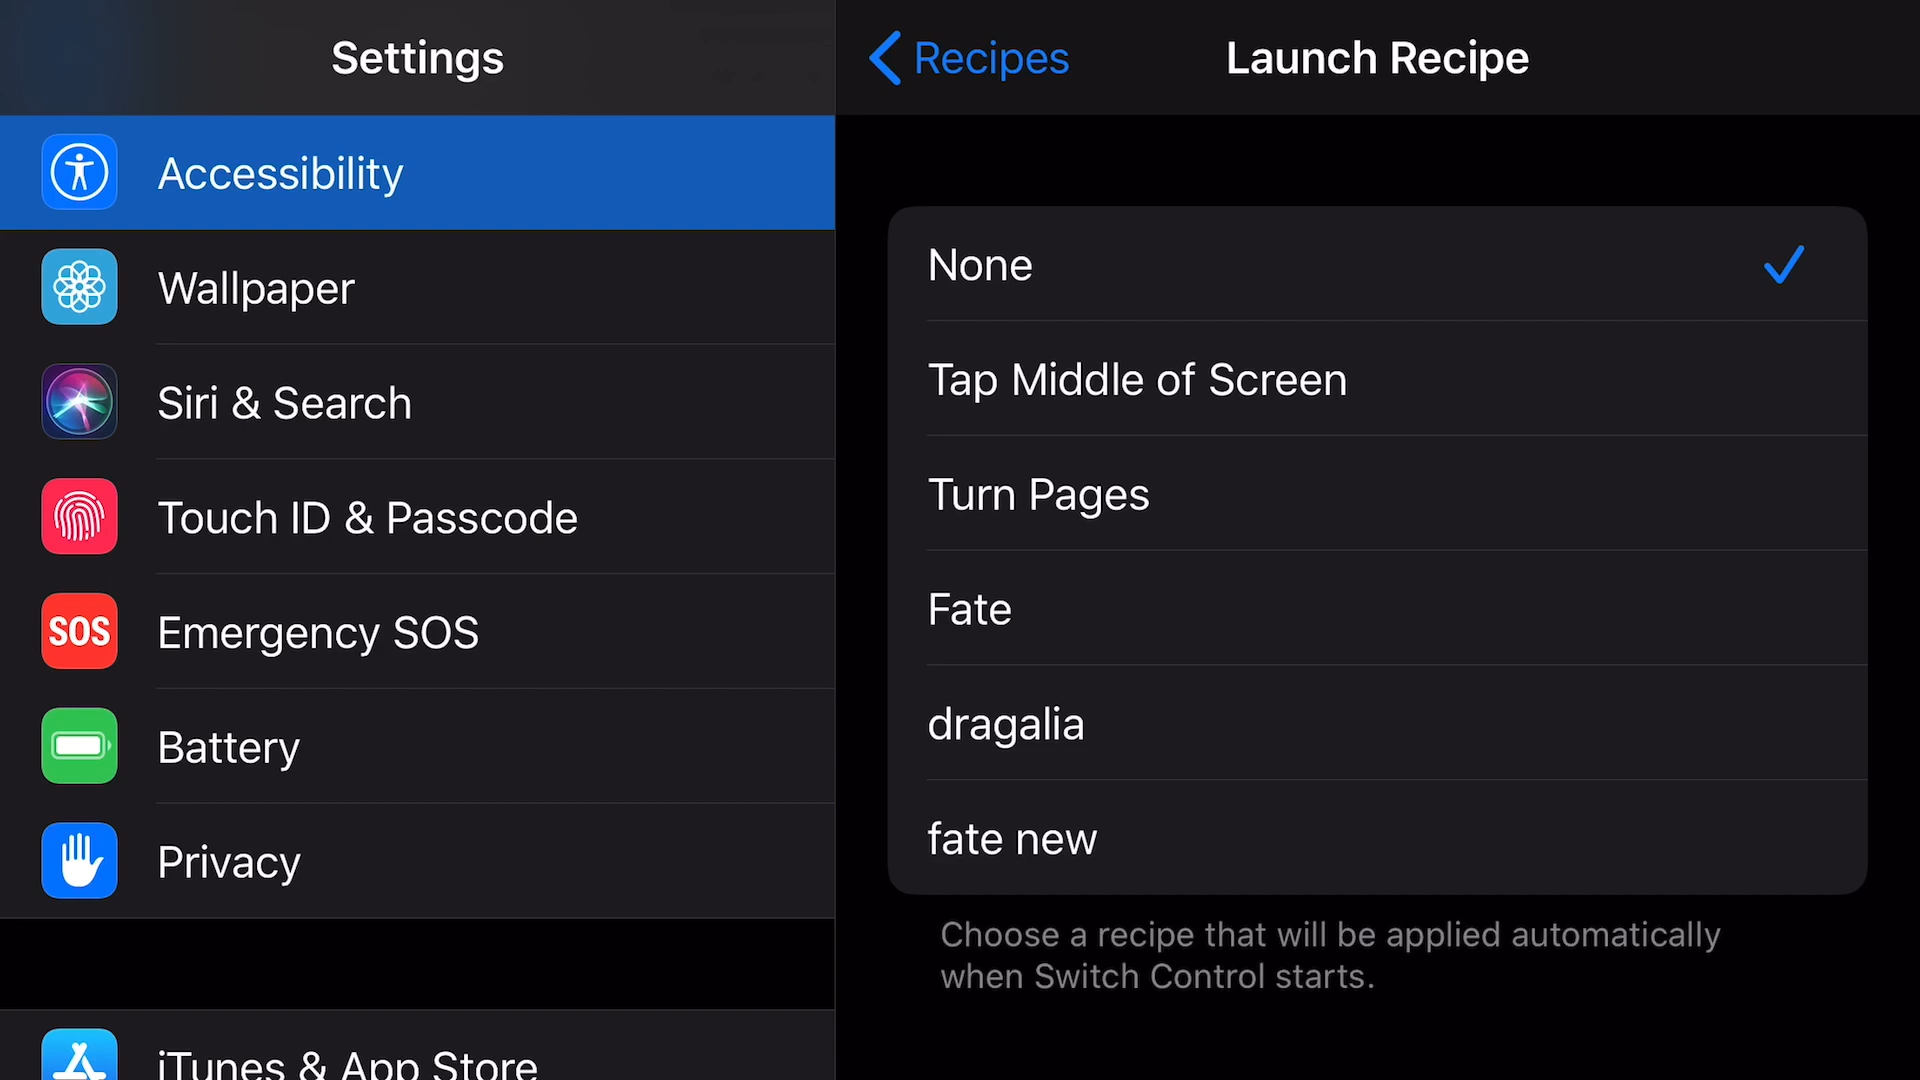 Settings
Accessibility
Wallpaper
Siri & Search
Touch ID & Passcode
SOS
Emergency SOS
Battery
Privacy
iTunes & App Store
Recipes
Launch Recipe
None
Tap Middle of Screen
Turn Pages
Fate
dragalia
fate new
Choose a recipe that will be applied automatically
when Switch Control starts.